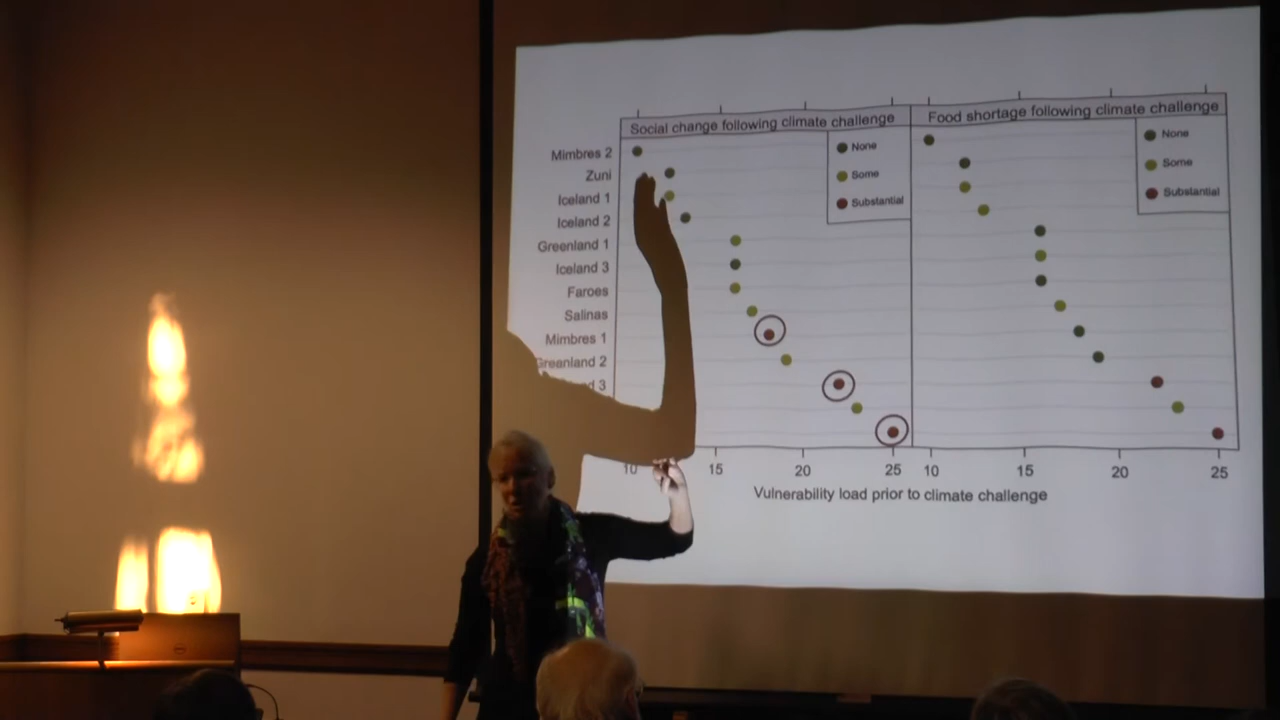 Social change following climate challenge
Food shortage following climate challenge
None
Some
Substantial
None
Some
Substantial
Mimbres 2
Zuni
Iceland 1
Iceland 2
Greenland 1
Iceland 3
Faroes
Salinas
Mimbres 1
Greenland 2
3
10 15 20 25 10 15 20 25
Vulnerability load prior to climate challenge